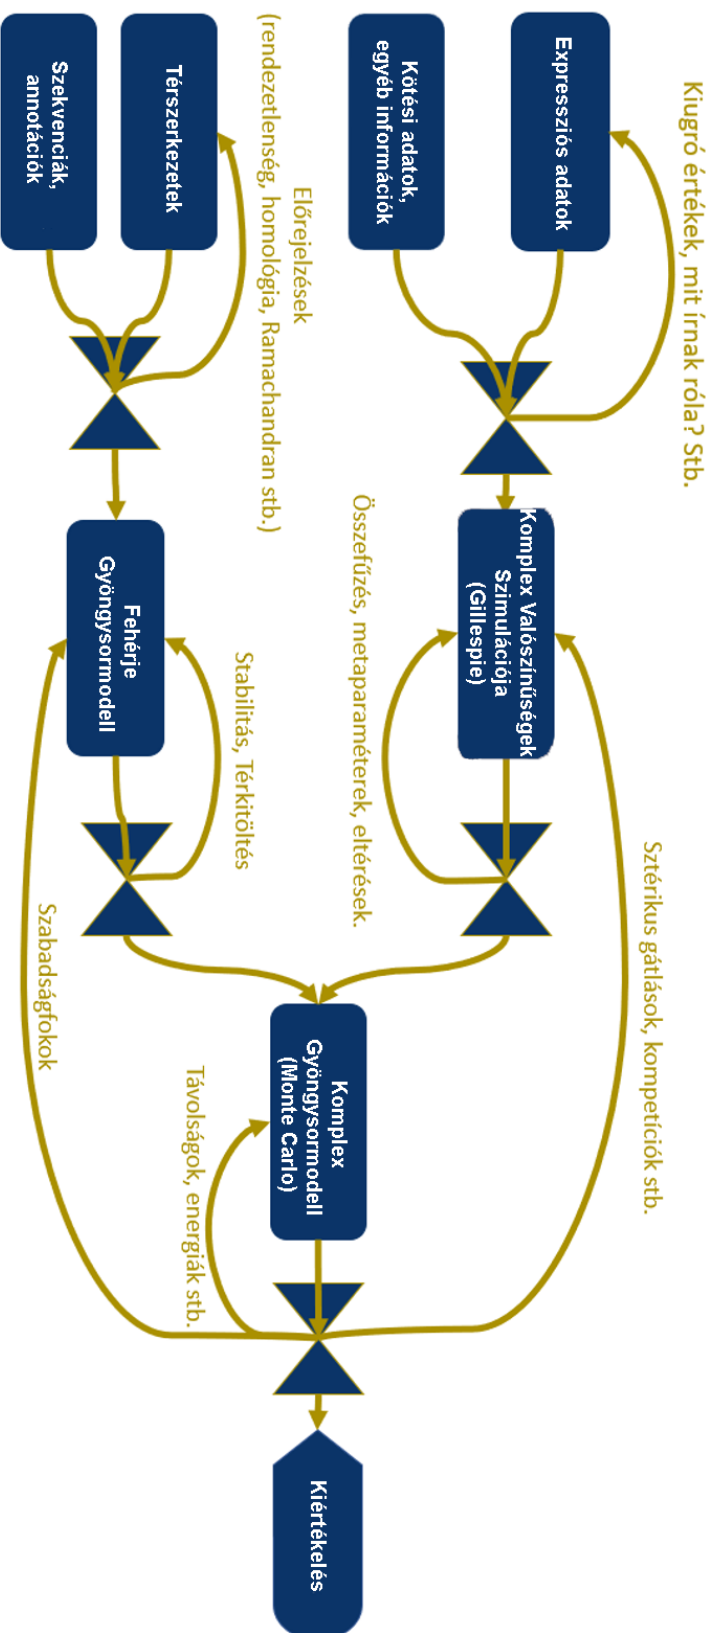 Kiugró értékek, mit írnak róla? Stb.
Expressziós adatok
Kötési adatok,
egyéb információk
Komplex Valószínűségek
Szimulációja
(Gillespie)
Sztérikus gátlások, kompetíciók stb.
Összefűzés, metaparaméterek, eltérések.
Előrejelzések
(rendezetlenség, homológia, Ramachandran stb.)
Térszerkezetek
Szekvenciák,
annotációk
Fehérje
Gyöngysormodell
Stabilitás, Térkitöltés
Szabadságfokok
Komplex
Gyöngysormodell
(Monte Carlo)
Távolságok, energiák stb.
Kiértékelés